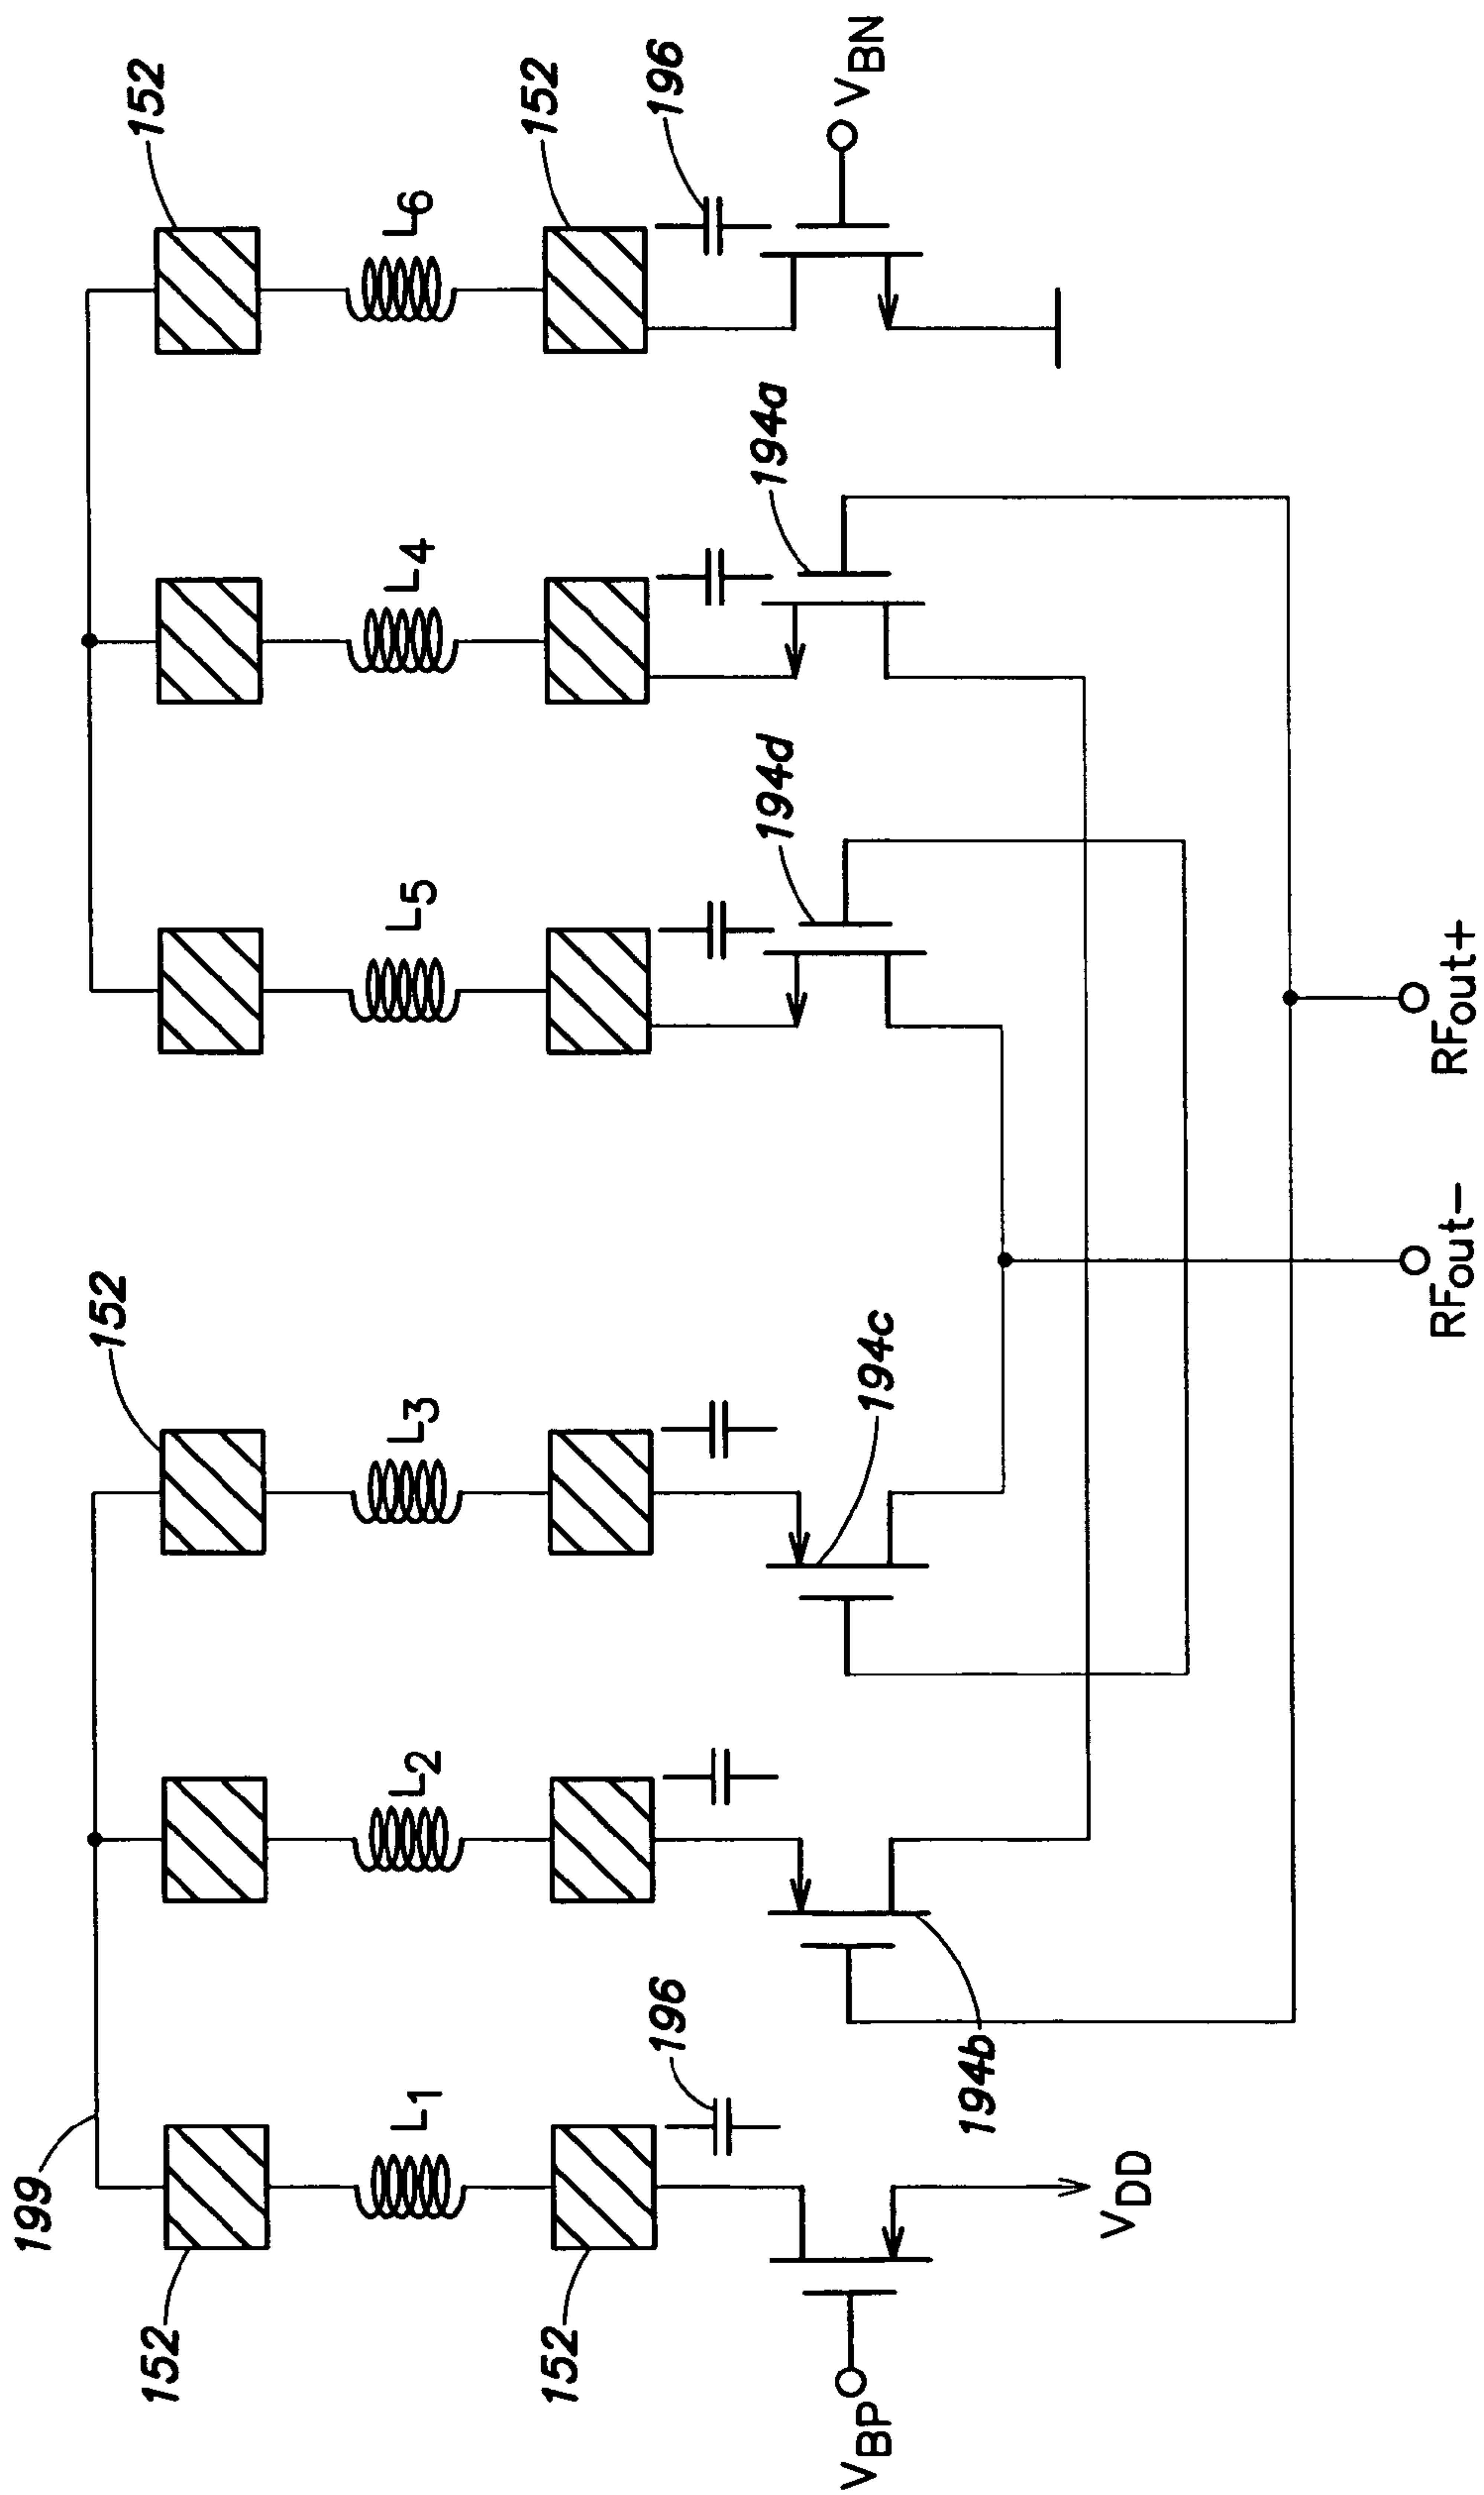 199
152
L1
152
196
VBP
VDD
L2
194b
152
L3
194c
RFout-
RFout+
L5
194d
L4
194a
152
L6
152
196
VBN